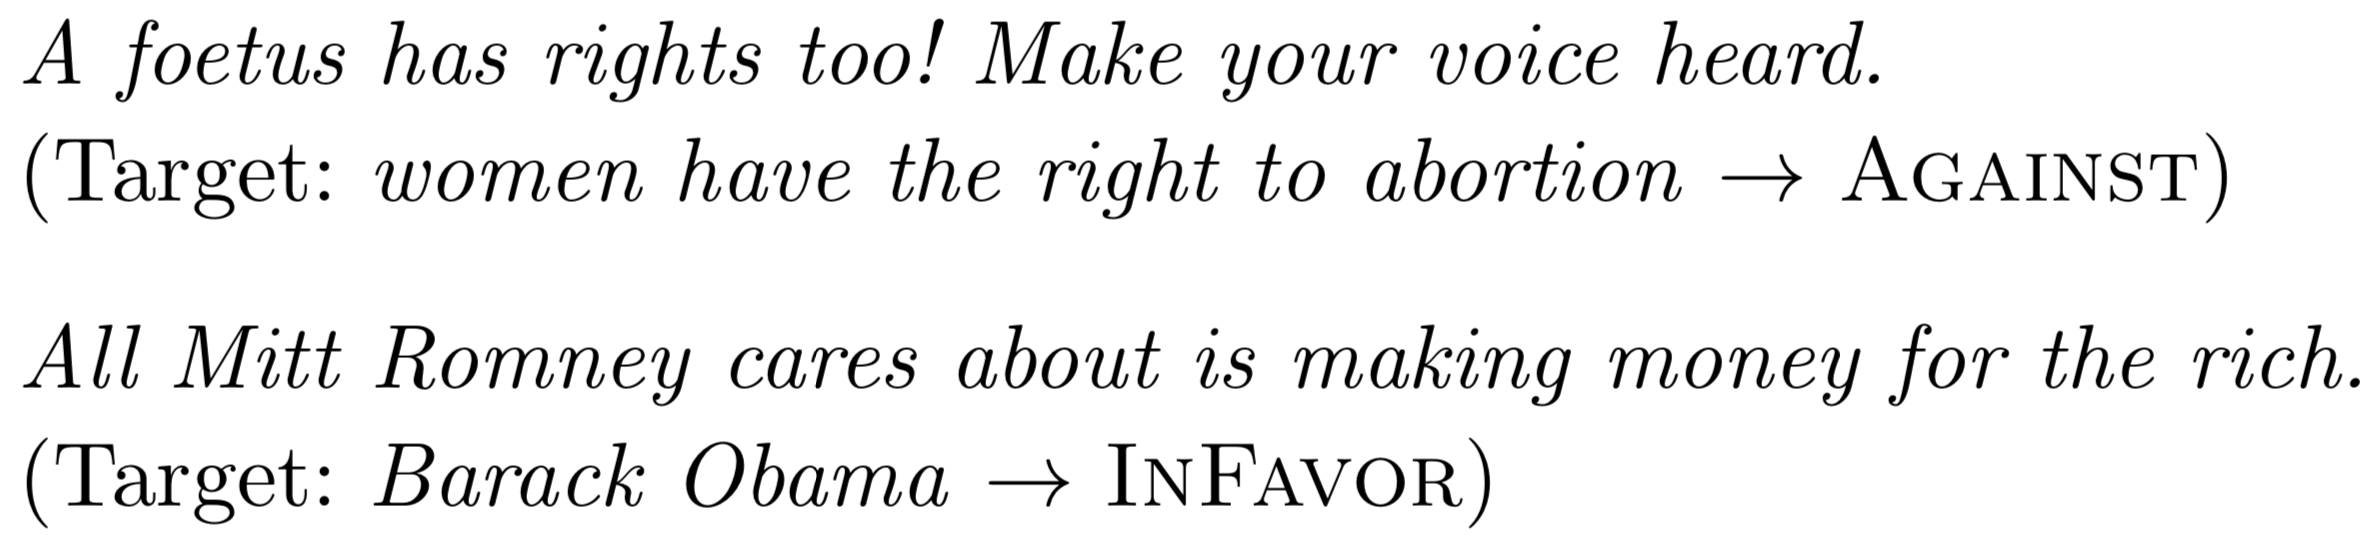 A foetus has rights too! Make your voice heard.
(Target: women have the right to abortion → AGAINST)
All Mitt Romney cares about is making money for the rich.
(Target: Barack Obama → INFAVOR)